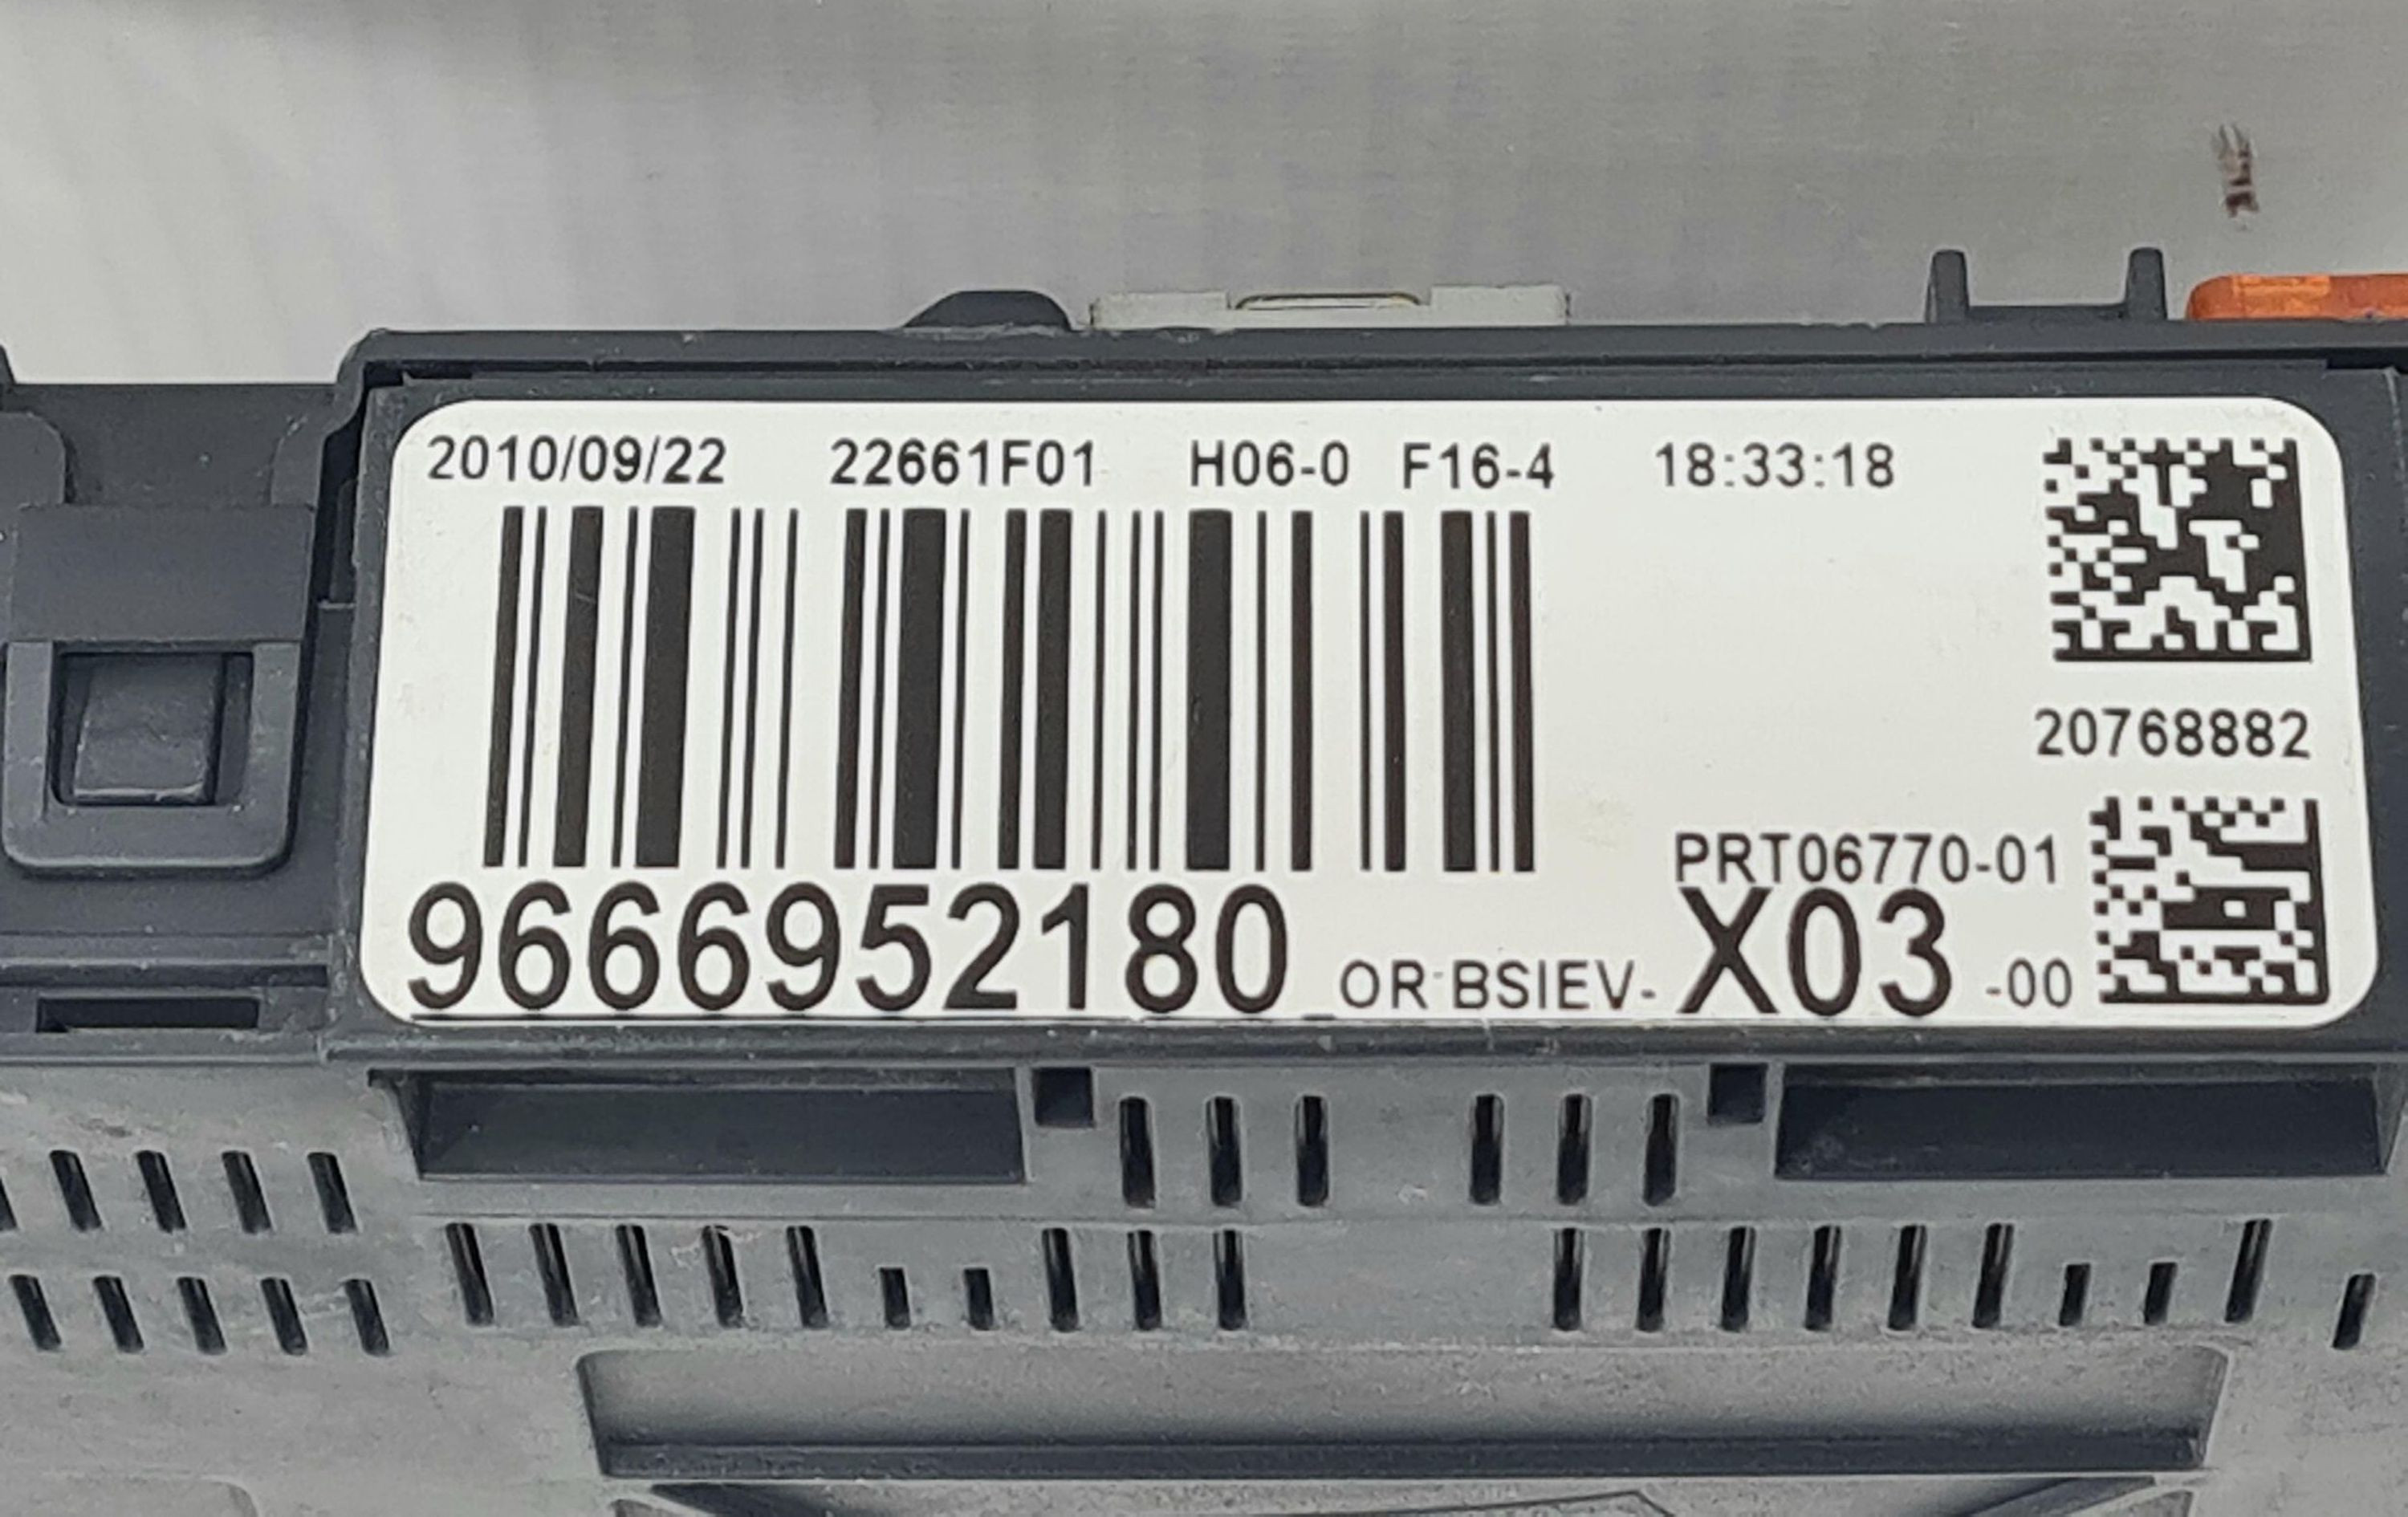 2010/09/22 22661F01 H06-0 F16-4 18:33:18
20768882
PRT06770-01
9666952180 OR-BSIEV-X03-00